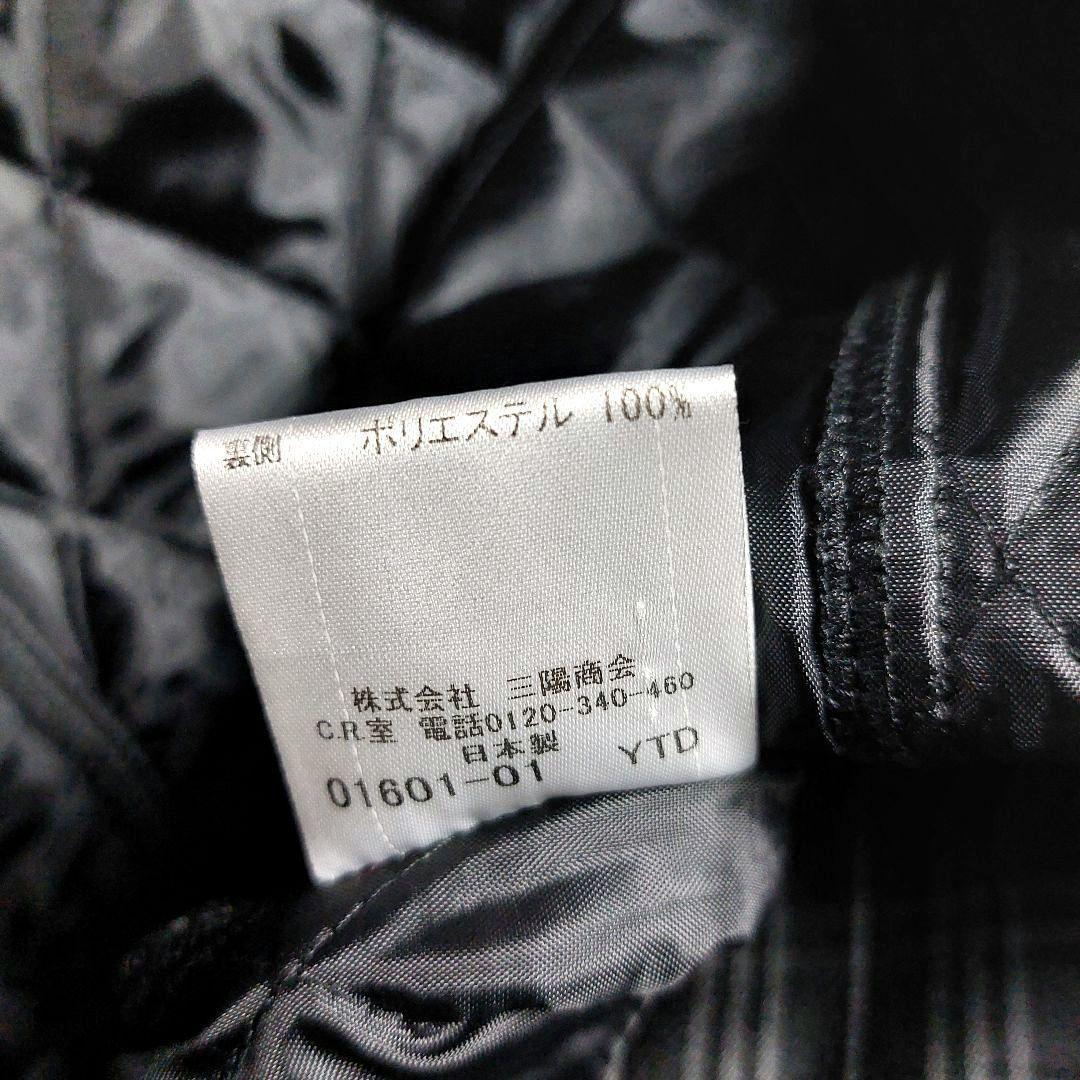 裏側 ポリエステル 100%
株式会社 三陽商会
C.R.室 電話0120-340-460
日本製
01601-01 YTD